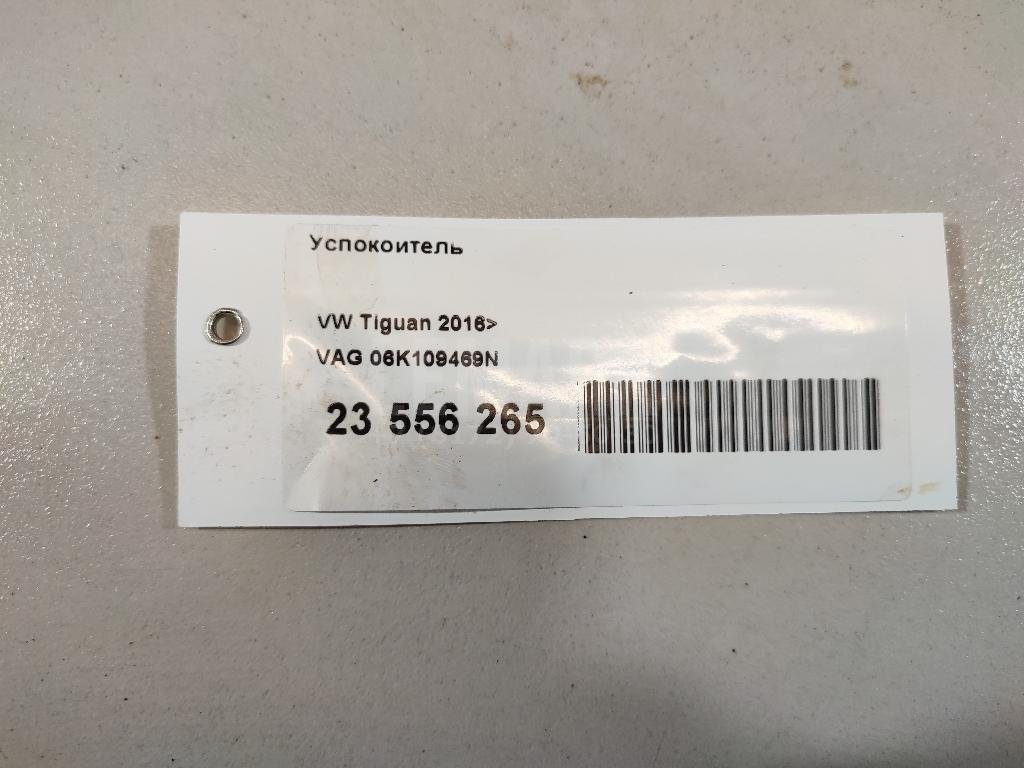 Успокоитель
VW Tiguan 2016>
VAG 06K109469N
23 556 265